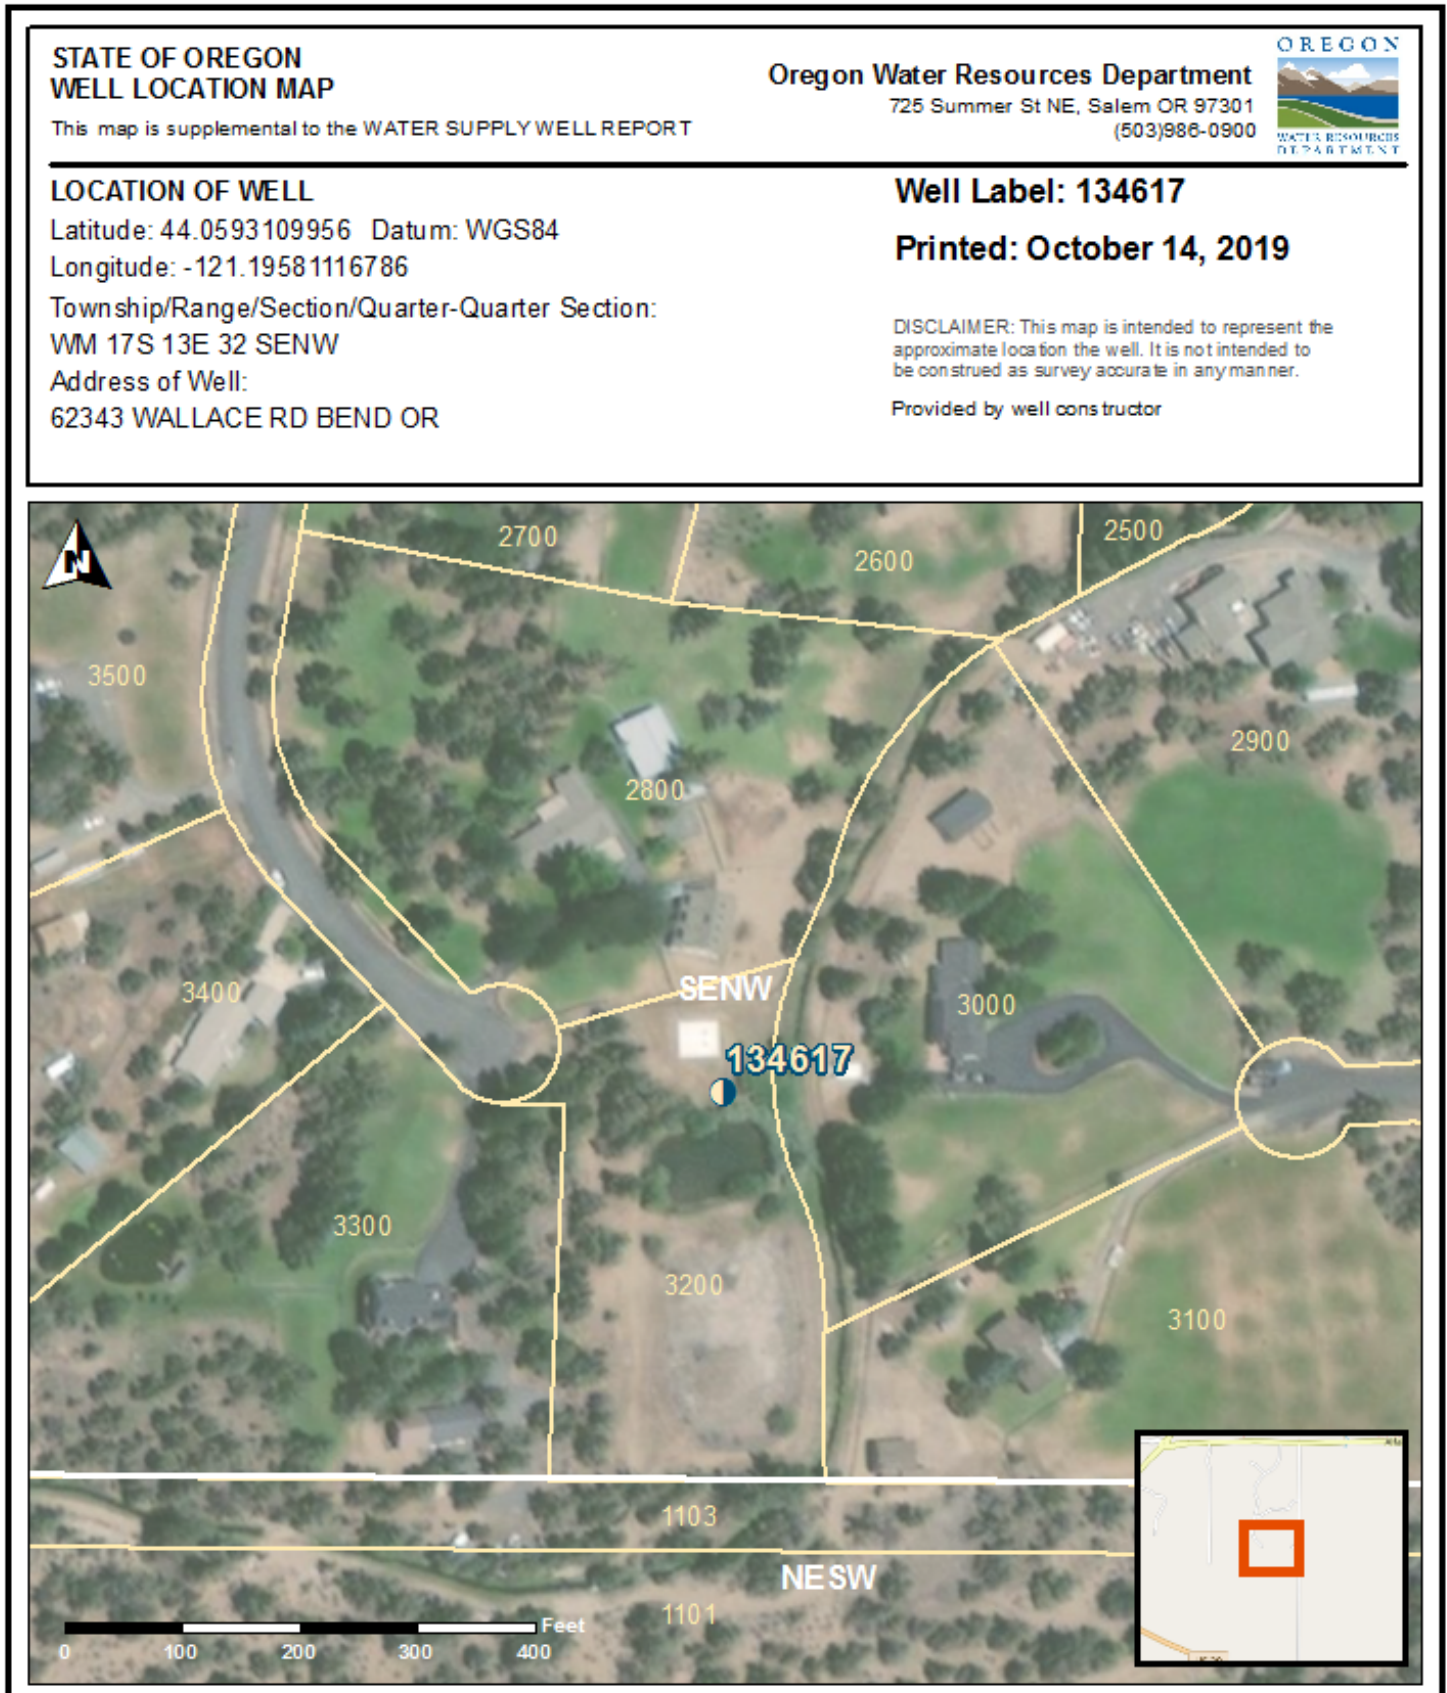 STATE OF OREGON
WELL LOCATION MAP
This map is supplemental to the WATER SUPPLY WELL REPORT
Oregon Water Resources Department
725 Summer St NE, Salem OR 97301
(503)986-0900
OREGON
WATER RESOURCES
DEPARTMENT
LOCATION OF WELL
Latitude: 44.0593109956 Datum: WGS84
Longitude: -121.19581116786
Township/Range/Section/Quarter-Quarter Section:
WM 17S 13E 32 SENW
Address of Well:
62343 WALLACE RD BEND OR
Well Label: 134617
Printed: October 14, 2019
DISCLAIMER: This map is intended to represent the
approximate location the well. It is not intended to
be construed as survey accurate in any manner.
Provided by well constructor
N
2700
2600
2500
3500
2900
2800
3400
SENW
3000
134617
3300
3200
3100
1103
NESW
1101
Feet
0 100 200 300 400